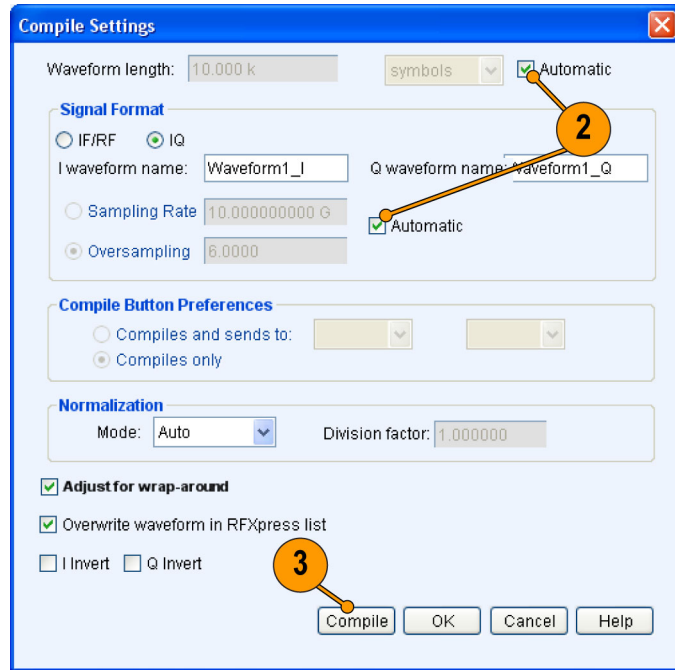 Compile Settings
Waveform length: 10.000 k symbols Automatic
Signal Format
2
IF/RF IQ
I waveform name: Waveform1_I Q waveform name: Waveform1_Q
Sampling Rate 10.000000000 G
Automatic
Oversampling 6.0000
Compile Button Preferences
Compiles and sends to:
Compiles only
Normalization
Mode: Auto Division factor: 1.000000
Adjust for wrap-around
Overwrite waveform in RFXpress list
I Invert Q Invert
3
Compile OK Cancel Help